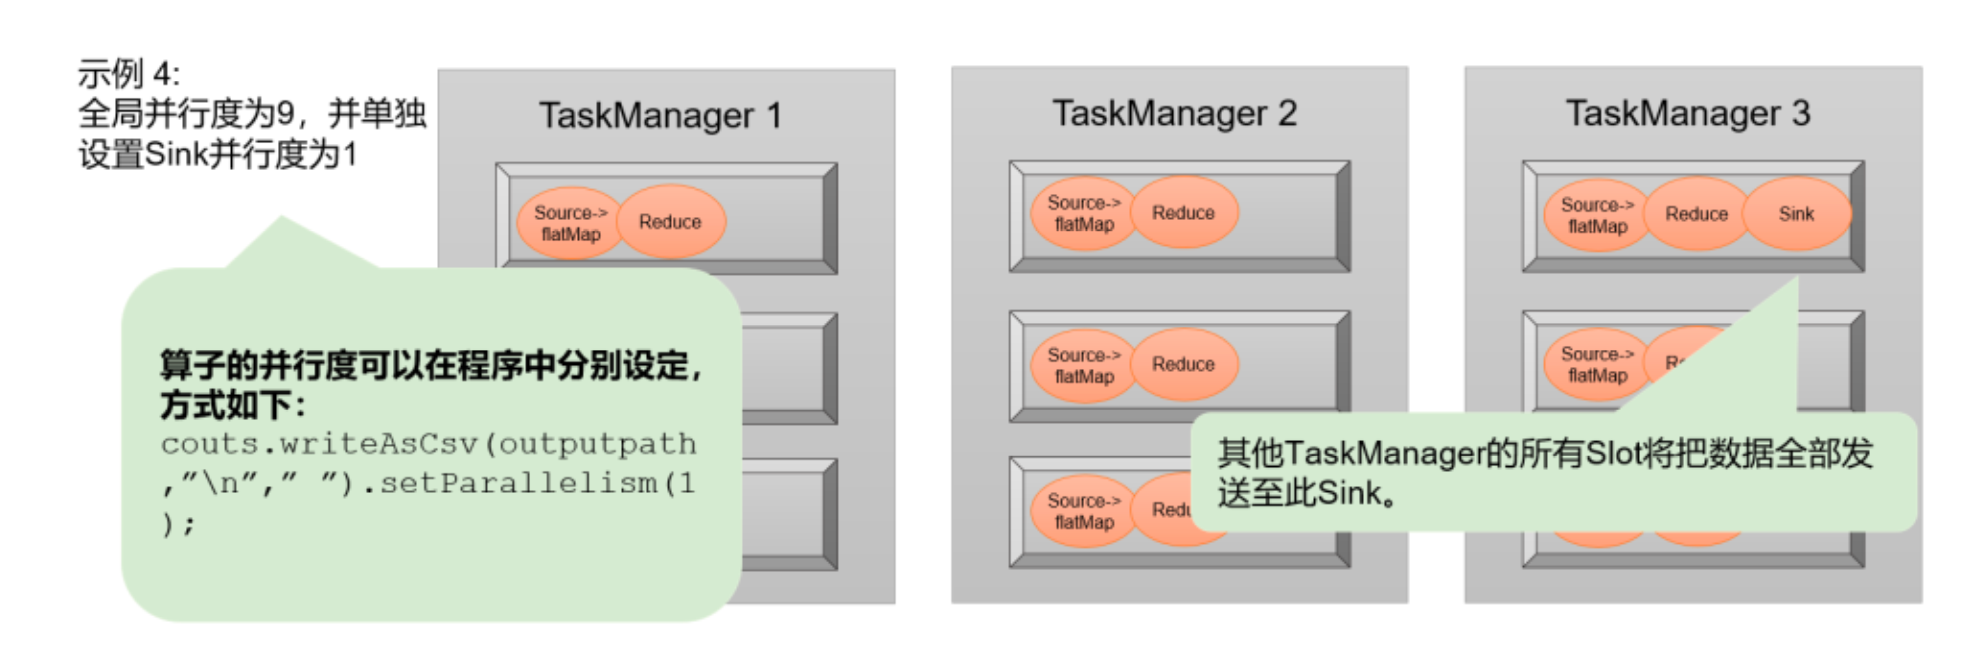 示例 4:
全局并行度为9，并单独
设置Sink并行度为1
TaskManager 1
Source->
flatMap
Reduce
算子的并行度可以在程序中分别设定，
方式如下：
couts.writeAsCsv(outputpath
,"\n"," ").setParallelism(1
);
TaskManager 2
Source->
flatMap
Reduce
Source->
flatMap
Reduce
Source->
flatMap
TaskManager 3
Source->
flatMap
Reduce
Sink
Source->
flatMap
其他TaskManager的所有Slot将把数据全部发
送至此Sink。